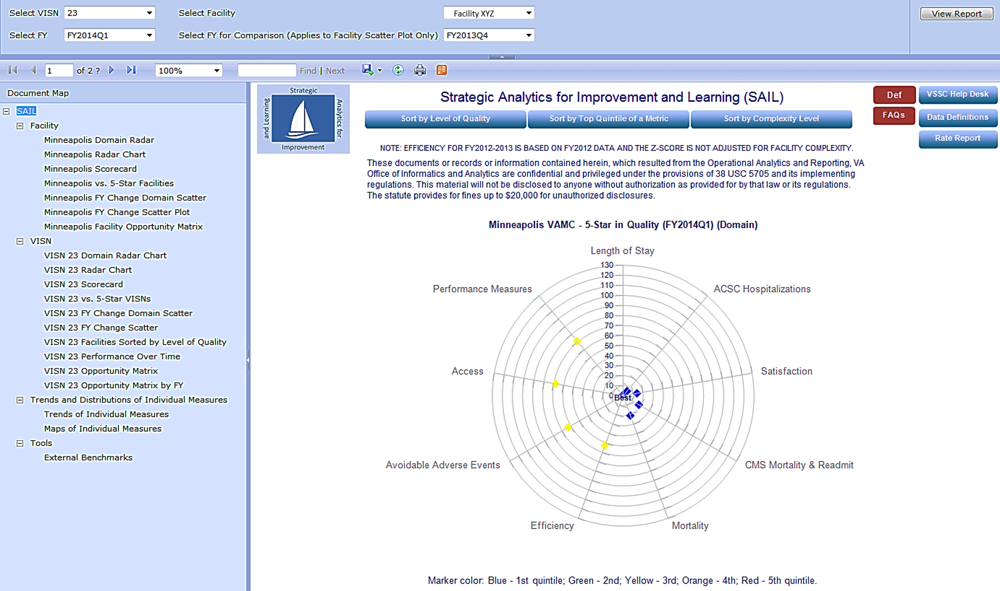 Select VISN 23 Select Facility Facility XYZ View Report
Select FY FY2014Q1 Select FY for Comparison (Applies to Facility Scatter Plot Only) FY2013Q4
1 of 2 ? 100% Find | Next
Document Map
SAIL
Facility
Minneapolis Domain Radar
Minneapolis Radar Chart
Minneapolis Scorecard
Minneapolis vs. 5-Star Facilities
Minneapolis FY Change Domain Scatter
Minneapolis FY Change Scatter Plot
Minneapolis Facility Opportunity Matrix
VISN
VISN 23 Domain Radar Chart
VISN 23 Radar Chart
VISN 23 Scorecard
VISN 23 vs. 5-Star VISNs
VISN 23 FY Change Domain Scatter
VISN 23 FY Change Scatter
VISN 23 Facilities Sorted by Level of Quality
VISN 23 Performance Over Time
VISN 23 Opportunity Matrix
VISN 23 Opportunity Matrix by FY
Trends and Distributions of Individual Measures
Trends of Individual Measures
Maps of Individual Measures
Tools
External Benchmarks
Strategic
Analytics for
Improvement
and Learning
Strategic Analytics for Improvement and Learning (SAIL)
Def
VSSC Help Desk
FAQs
Data Definitions
Rate Report
Sort by Level of Quality
Sort by Top Quintile of a Metric
Sort by Complexity Level
NOTE: EFFICIENCY FOR FY2012-2013 IS BASED ON FY2012 DATA AND THE Z-SCORE IS NOT ADJUSTED FOR FACILITY COMPLEXITY.
These documents or records or information contained herein, which resulted from the Operational Analytics and Reporting, VA
Office of Informatics and Analytics are confidential and privileged under the provisions of 38 USC 5705 and its implementing
regulations. This material will not be disclosed to anyone without authorization as provided for by that law or its regulations.
The statute provides for fines up to $20,000 for unauthorized disclosures.
Minneapolis VAMC - 5-Star in Quality (FY2014Q1) (Domain)
Length of Stay
130
120
110
100
90
80
70
60
50
40
30
20
10
0
Best
Performance Measures
ACSC Hospitalizations
Access
Satisfaction
Avoidable Adverse Events
CMS Mortality & Readmit
Efficiency
Mortality
Marker color: Blue - 1st quintile; Green - 2nd; Yellow - 3rd; Orange - 4th; Red - 5th quintile.